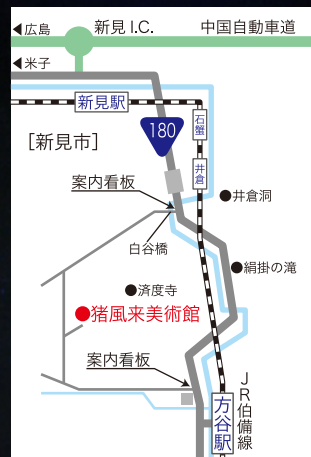 ◀広島
新見I.C.
中国自動車道
◀米子
新見駅
石蟹
[新見市]
180
井倉
案内看板
●井倉洞
白谷橋
●絹掛の滝
●済度寺
●猪風来美術館
案内看板
JR伯備線
方谷駅